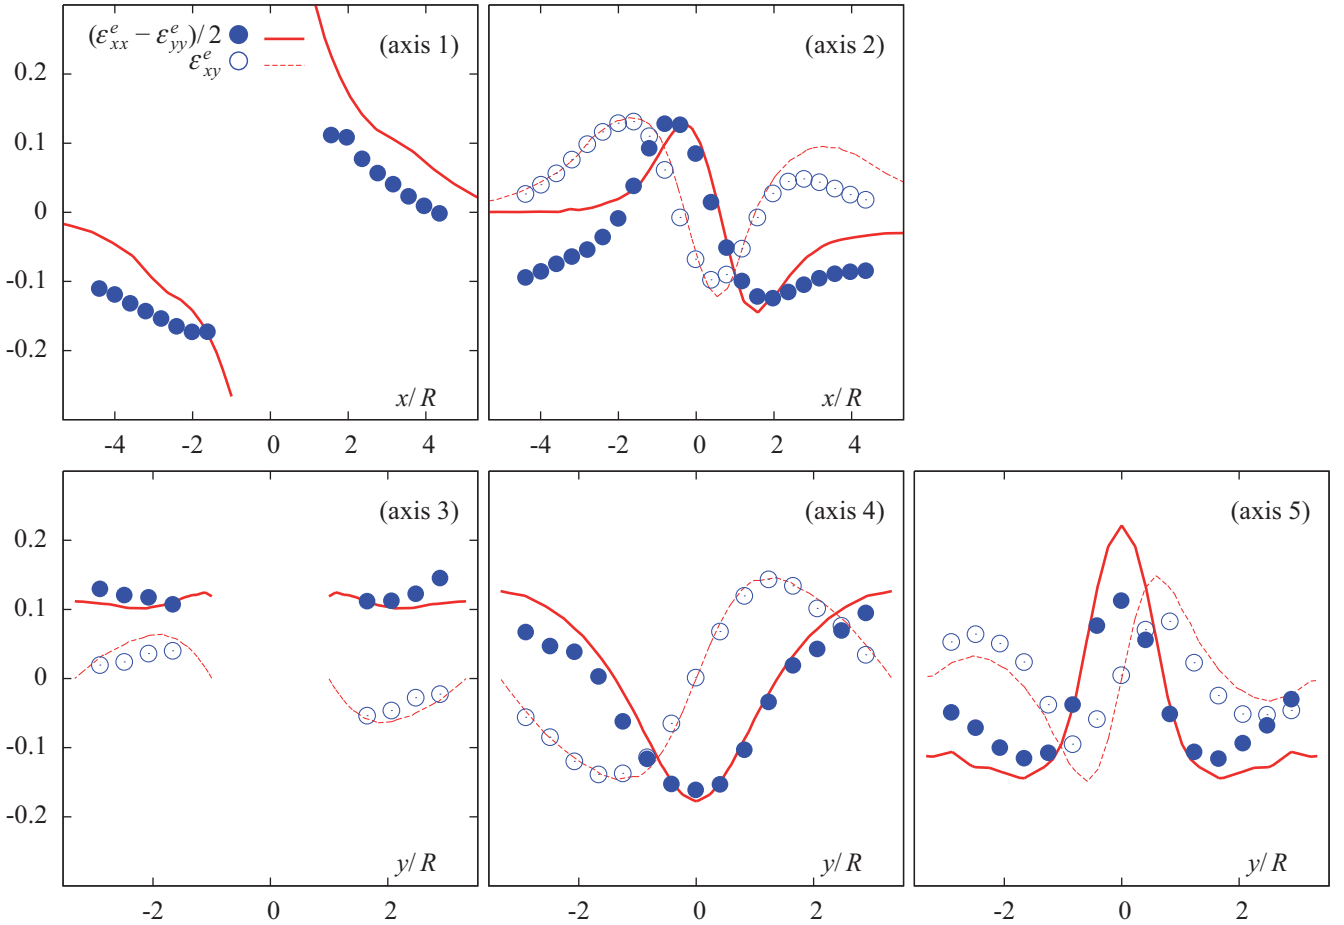 (ε^e_xx − ε^e_yy)/2
ε^e_xy
(axis 1)
(axis 2)
0.2
0.1
0
-0.1
-0.2
x/R
x/R
-4 -2 0 2 4
-4 -2 0 2 4
(axis 3)
(axis 4)
(axis 5)
0.2
0.1
0
-0.1
-0.2
y/R
y/R
y/R
-2 0 2
-2 0 2
-2 0 2